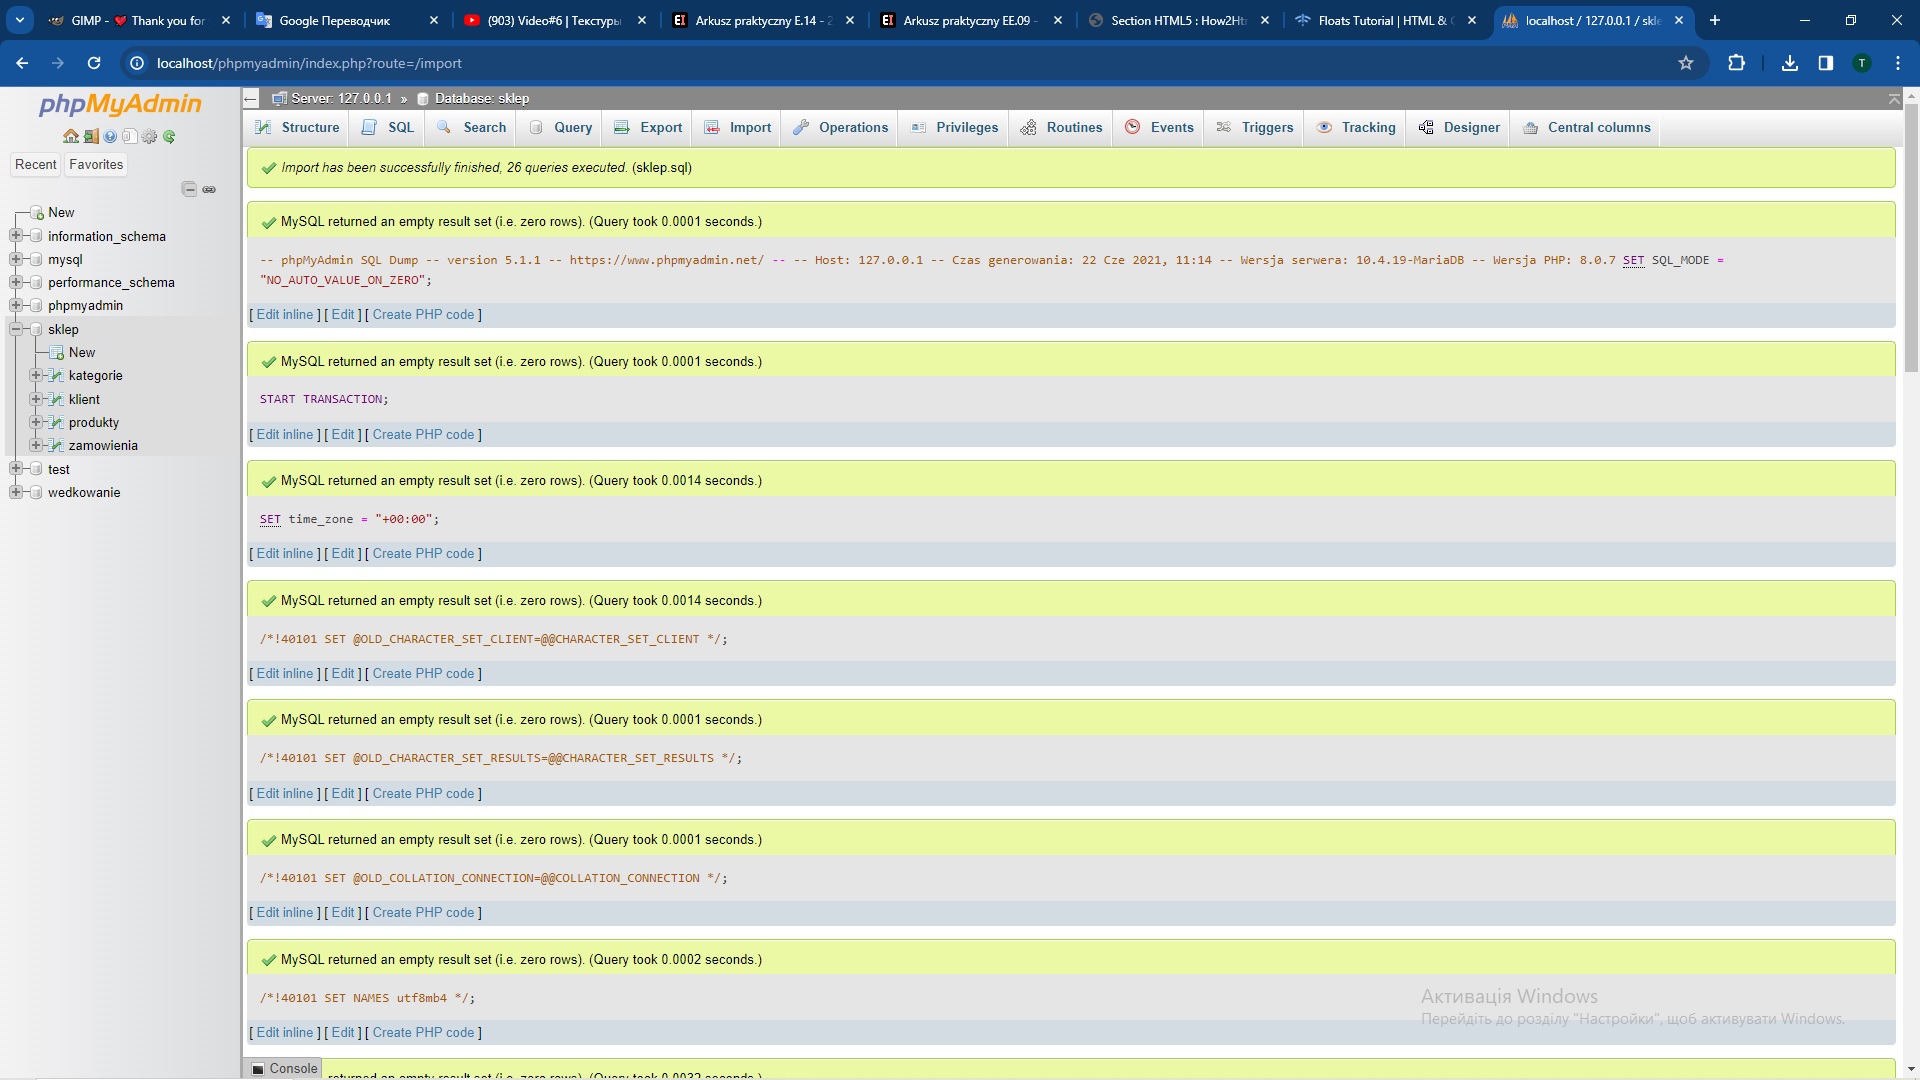 GIMP - ❤ Thank you for
Google Переводчик
(903) Video#6 | Текстуры
Arkusz praktyczny E.14 - 2
Arkusz praktyczny EE.09 -
Section HTML5 : How2Htm
Floats Tutorial | HTML & C
localhost / 127.0.0.1 / skle
localhost/phpmyadmin/index.php?route=/import
T
phpMyAdmin
Server: 127.0.0.1 » Database: sklep
Structure SQL Search Query Export Import Operations Privileges Routines Events Triggers Tracking Designer Central columns
Recent Favorites
New
information_schema
mysql
performance_schema
phpmyadmin
sklep
New
kategorie
klient
produkty
zamowienia
test
wedkowanie
Import has been successfully finished, 26 queries executed. (sklep.sql)
MySQL returned an empty result set (i.e. zero rows). (Query took 0.0001 seconds.)
-- phpMyAdmin SQL Dump -- version 5.1.1 -- https://www.phpmyadmin.net/ -- -- Host: 127.0.0.1 -- Czas generowania: 22 Cze 2021, 11:14 -- Wersja serwera: 10.4.19-MariaDB -- Wersja PHP: 8.0.7 SET SQL_MODE =
"NO_AUTO_VALUE_ON_ZERO";
[ Edit inline ] [ Edit ] [ Create PHP code ]
MySQL returned an empty result set (i.e. zero rows). (Query took 0.0001 seconds.)
START TRANSACTION;
[ Edit inline ] [ Edit ] [ Create PHP code ]
MySQL returned an empty result set (i.e. zero rows). (Query took 0.0014 seconds.)
SET time_zone = "+00:00";
[ Edit inline ] [ Edit ] [ Create PHP code ]
MySQL returned an empty result set (i.e. zero rows). (Query took 0.0014 seconds.)
/*!40101 SET @OLD_CHARACTER_SET_CLIENT=@@CHARACTER_SET_CLIENT */;
[ Edit inline ] [ Edit ] [ Create PHP code ]
MySQL returned an empty result set (i.e. zero rows). (Query took 0.0001 seconds.)
/*!40101 SET @OLD_CHARACTER_SET_RESULTS=@@CHARACTER_SET_RESULTS */;
[ Edit inline ] [ Edit ] [ Create PHP code ]
MySQL returned an empty result set (i.e. zero rows). (Query took 0.0001 seconds.)
/*!40101 SET @OLD_COLLATION_CONNECTION=@@COLLATION_CONNECTION */;
[ Edit inline ] [ Edit ] [ Create PHP code ]
MySQL returned an empty result set (i.e. zero rows). (Query took 0.0002 seconds.)
/*!40101 SET NAMES utf8mb4 */;
[ Edit inline ] [ Edit ] [ Create PHP code ]
Активація Windows
Перейдіть до розділу "Настройки", щоб активувати Windows.
Console
returned an empty result set (i.e. zero rows). (Query took 0.0032 seconds.)